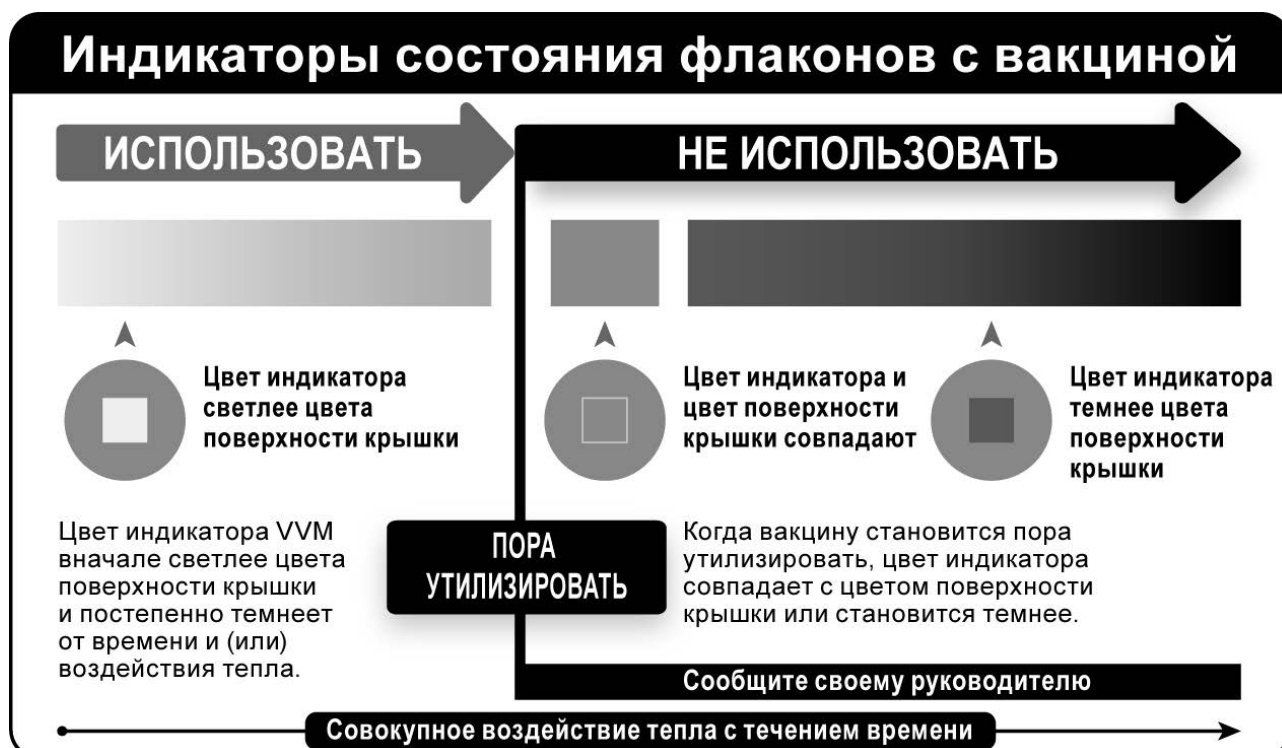 Индикаторы состояния флаконов с вакциной
ИСПОЛЬЗОВАТЬ
НЕ ИСПОЛЬЗОВАТЬ
Цвет индикатора
светлее цвета
поверхности крышки
Цвет индикатора и
цвет поверхности
крышки совпадают
Цвет индикатора
темнее цвета
поверхности
крышки
Цвет индикатора VVM
вначале светлее цвета
поверхности крышки
и постепенно темнеет
от времени и (или)
воздействия тепла.
ПОРА
УТИЛИЗИРОВАТЬ
Когда вакцину становится пора
утилизировать, цвет индикатора
совпадает с цветом поверхности
крышки или становится темнее.
Сообщите своему руководителю
Совокупное воздействие тепла с течением времени